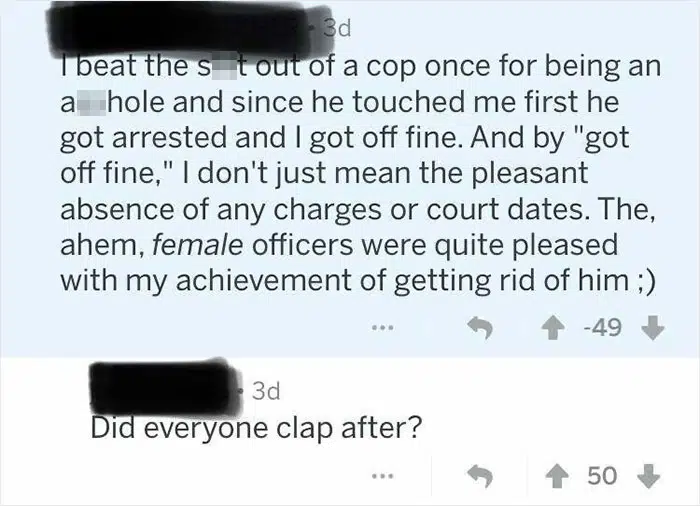 3d
I beat the s t out of a cop once for being an
a hole and since he touched me first he
got arrested and I got off fine. And by "got
off fine," I don't just mean the pleasant
absence of any charges or court dates. The,
ahem, female officers were quite pleased
with my achievement of getting rid of him ;)
... -49
3d
Did everyone clap after?
... 50